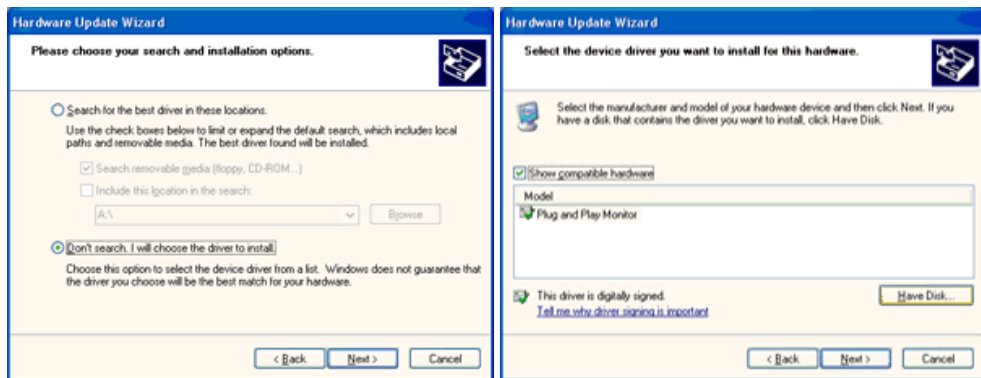 Hardware Update Wizard
Please choose your search and installation options.
Search for the best driver in these locations.
Use the check boxes below to limit or expand the default search, which includes local
paths and removable media. The best driver found will be installed.
Search removable media (floppy, CD-ROM...)
Include this location in the search:
A:\
Browse
Don't search. I will choose the driver to install.
Choose this option to select the device driver from a list. Windows does not guarantee that
the driver you choose will be the best match for your hardware.
< Back
Next >
Cancel
Hardware Update Wizard
Select the device driver you want to install for this hardware.
Select the manufacturer and model of your hardware device and then click Next. If you
have a disk that contains the driver you want to install, click Have Disk.
Show compatible hardware
Model
Plug and Play Monitor
This driver is digitally signed.
Tell me why driver signing is important
Have Disk...
< Back
Next >
Cancel